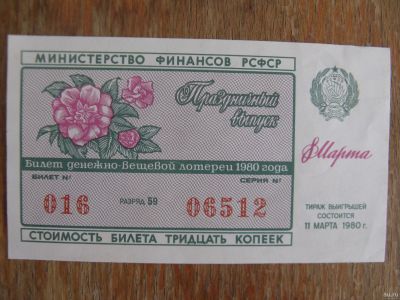 МИНИСТЕРСТВО ФИНАНСОВ РСФСР
Праздничный
выпуск
8 Марта
Билет денежно-вещевой лотереи 1980 года
БИЛЕТ № СЕРИЯ №
016 РАЗРЯД 59 06512
ТИРАЖ ВЫИГРЫШЕЙ
СОСТОИТСЯ
11 МАРТА 1980 г.
СТОИМОСТЬ БИЛЕТА ТРИДЦАТЬ КОПЕЕК